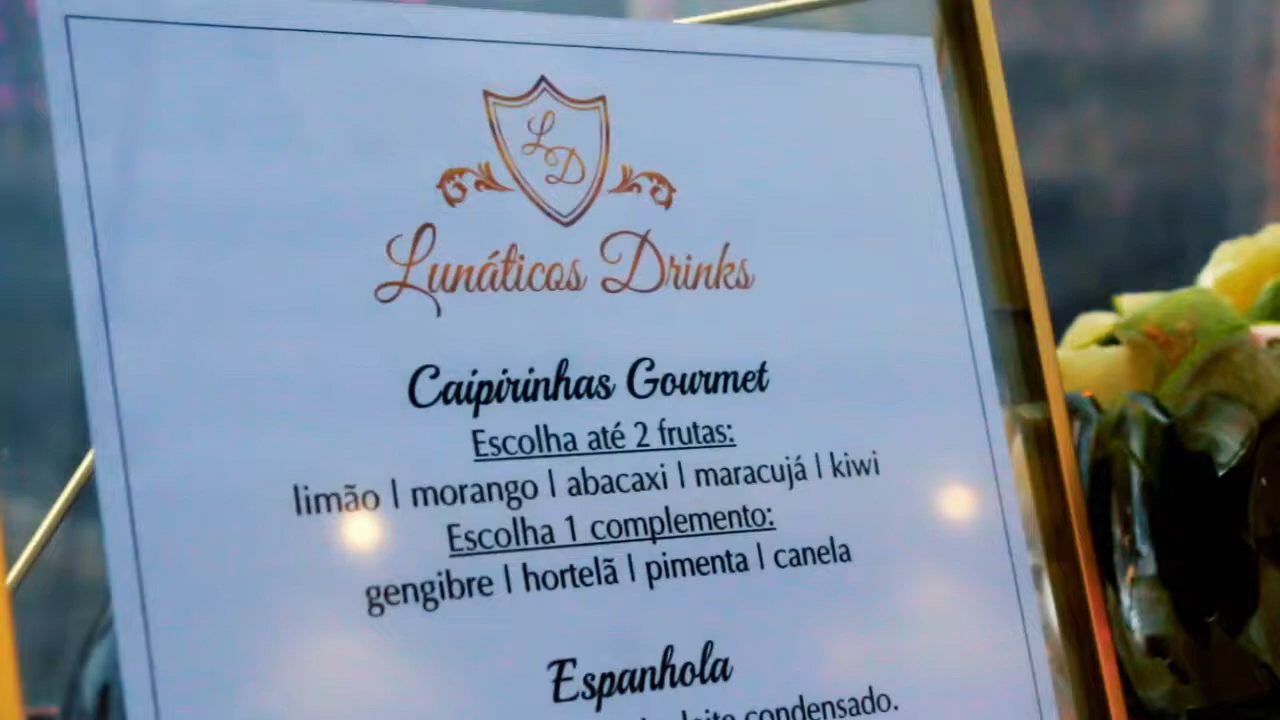 L D
Lunáticos Drinks
Caipirinhas Gourmet
Escolha até 2 frutas:
limão | morango | abacaxi | maracujá | kiwi
Escolha 1 complemento:
gengibre | hortelã | pimenta | canela
Espanhola
leite condensado.